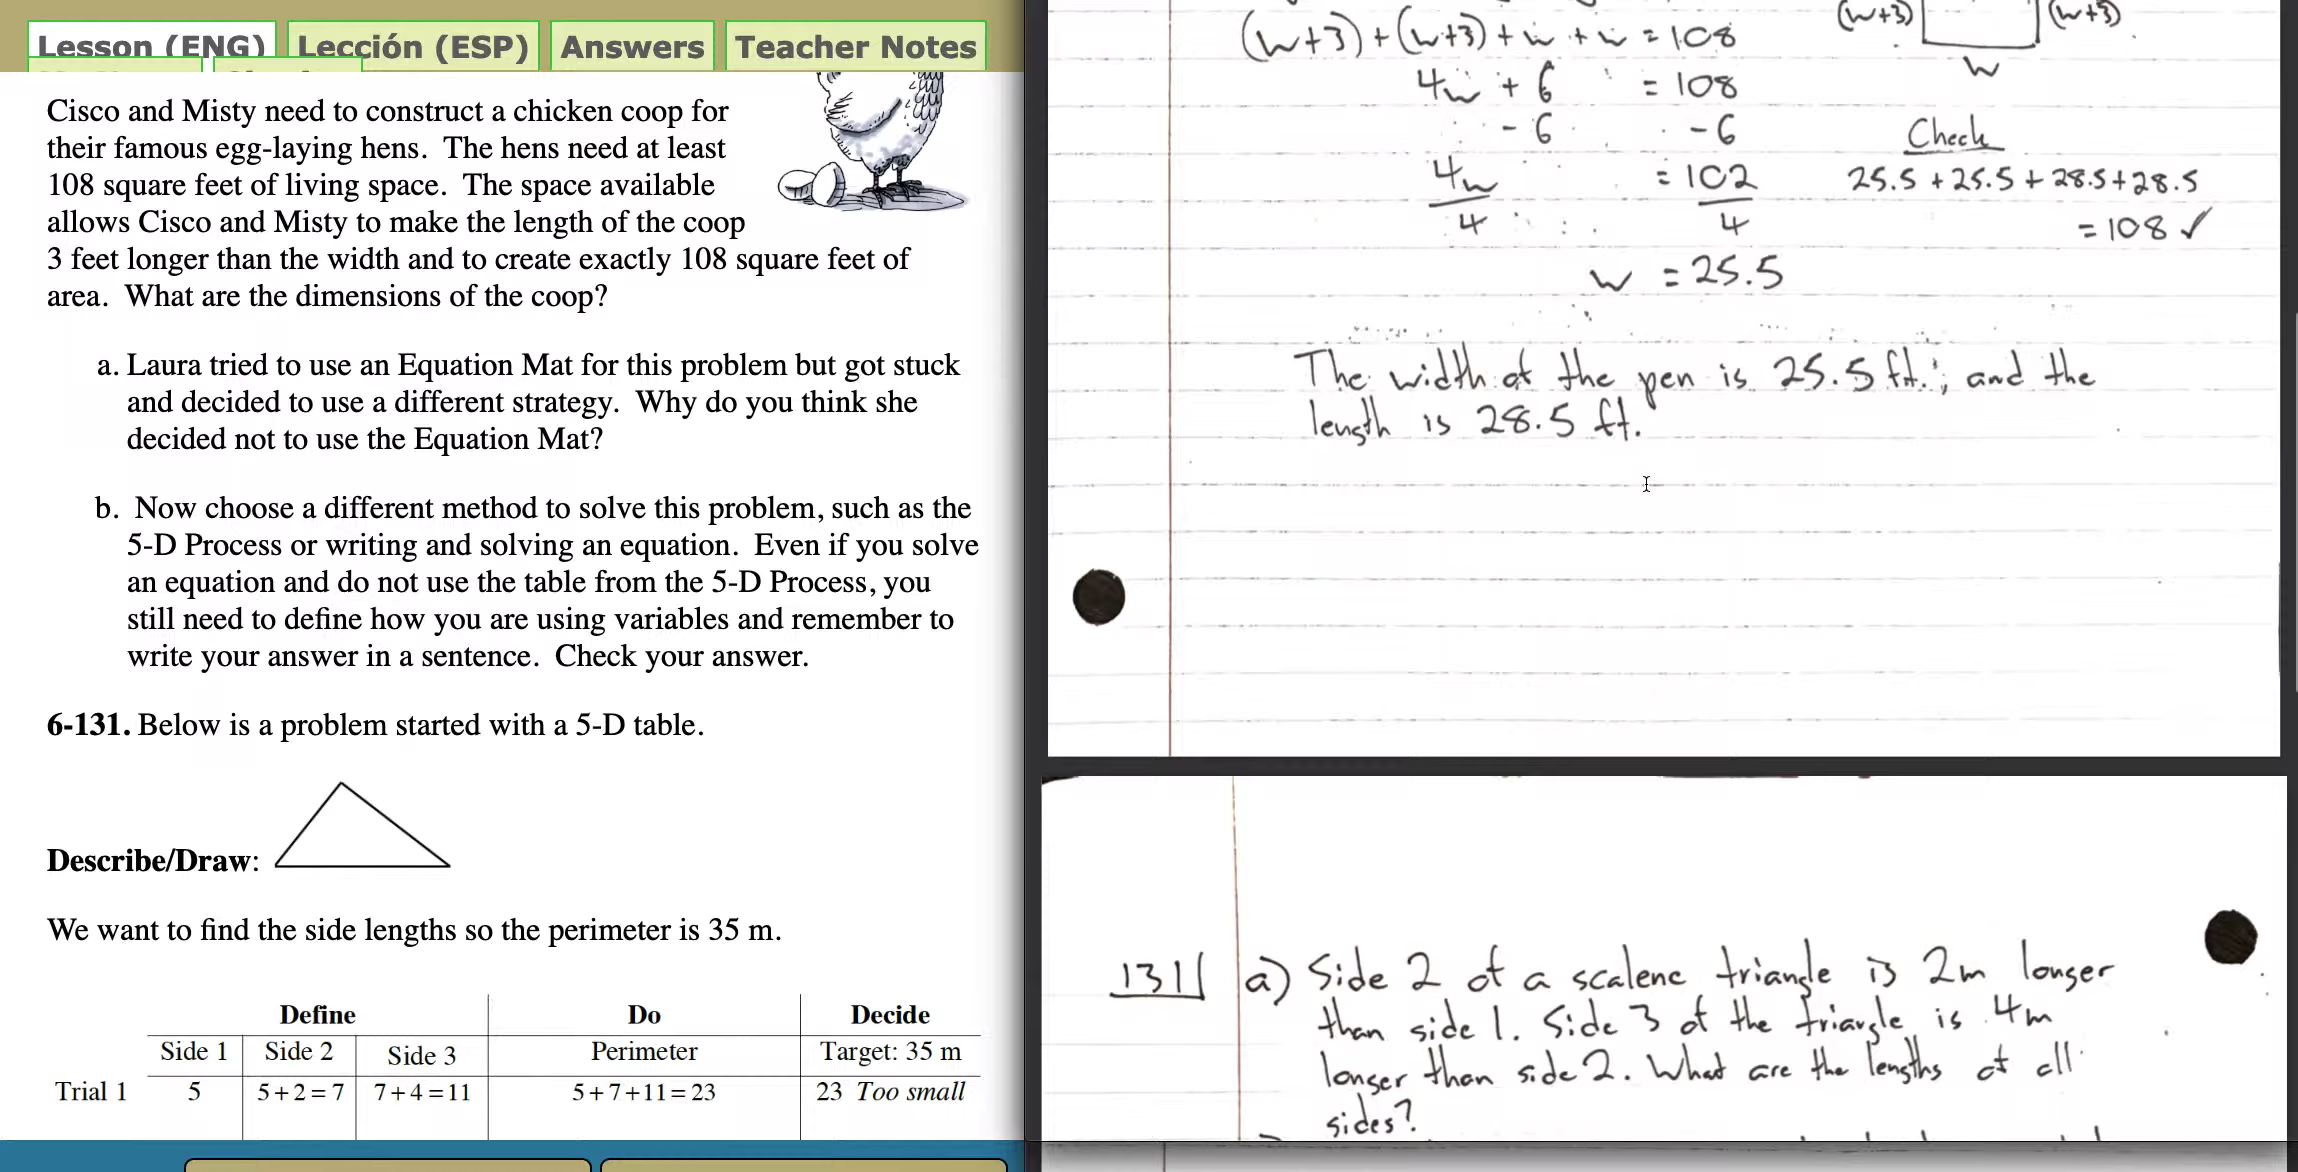 Lesson (ENG)
Lección (ESP)
Answers
Teacher Notes
Cisco and Misty need to construct a chicken coop for
their famous egg-laying hens. The hens need at least
108 square feet of living space. The space available
allows Cisco and Misty to make the length of the coop
3 feet longer than the width and to create exactly 108 square feet of
area. What are the dimensions of the coop?
a. Laura tried to use an Equation Mat for this problem but got stuck
and decided to use a different strategy. Why do you think she
decided not to use the Equation Mat?
b. Now choose a different method to solve this problem, such as the
5-D Process or writing and solving an equation. Even if you solve
an equation and do not use the table from the 5-D Process, you
still need to define how you are using variables and remember to
write your answer in a sentence. Check your answer.
6-131. Below is a problem started with a 5-D table.
Describe/Draw:
We want to find the side lengths so the perimeter is 35 m.
Define Do Decide
Side 1 Side 2 Side 3 Perimeter Target: 35 m
Trial 1 5 5+2=7 7+4=11 5+7+11=23 23 Too small
(w+3)+(w+3)+w+w=108
4w+6 =108
-6 -6
4w =102
4 4
w =25.5
(w+3) (w+3)
w
Check
25.5+25.5+28.5+28.5
=108✓
The width of the pen is 25.5 ft., and the
length is 28.5 ft.
131 a) Side 2 of a scalene triangle is 2m longer
than side 1. Side 3 of the triangle is 4m
longer than side 2. What are the lengths of all
sides?